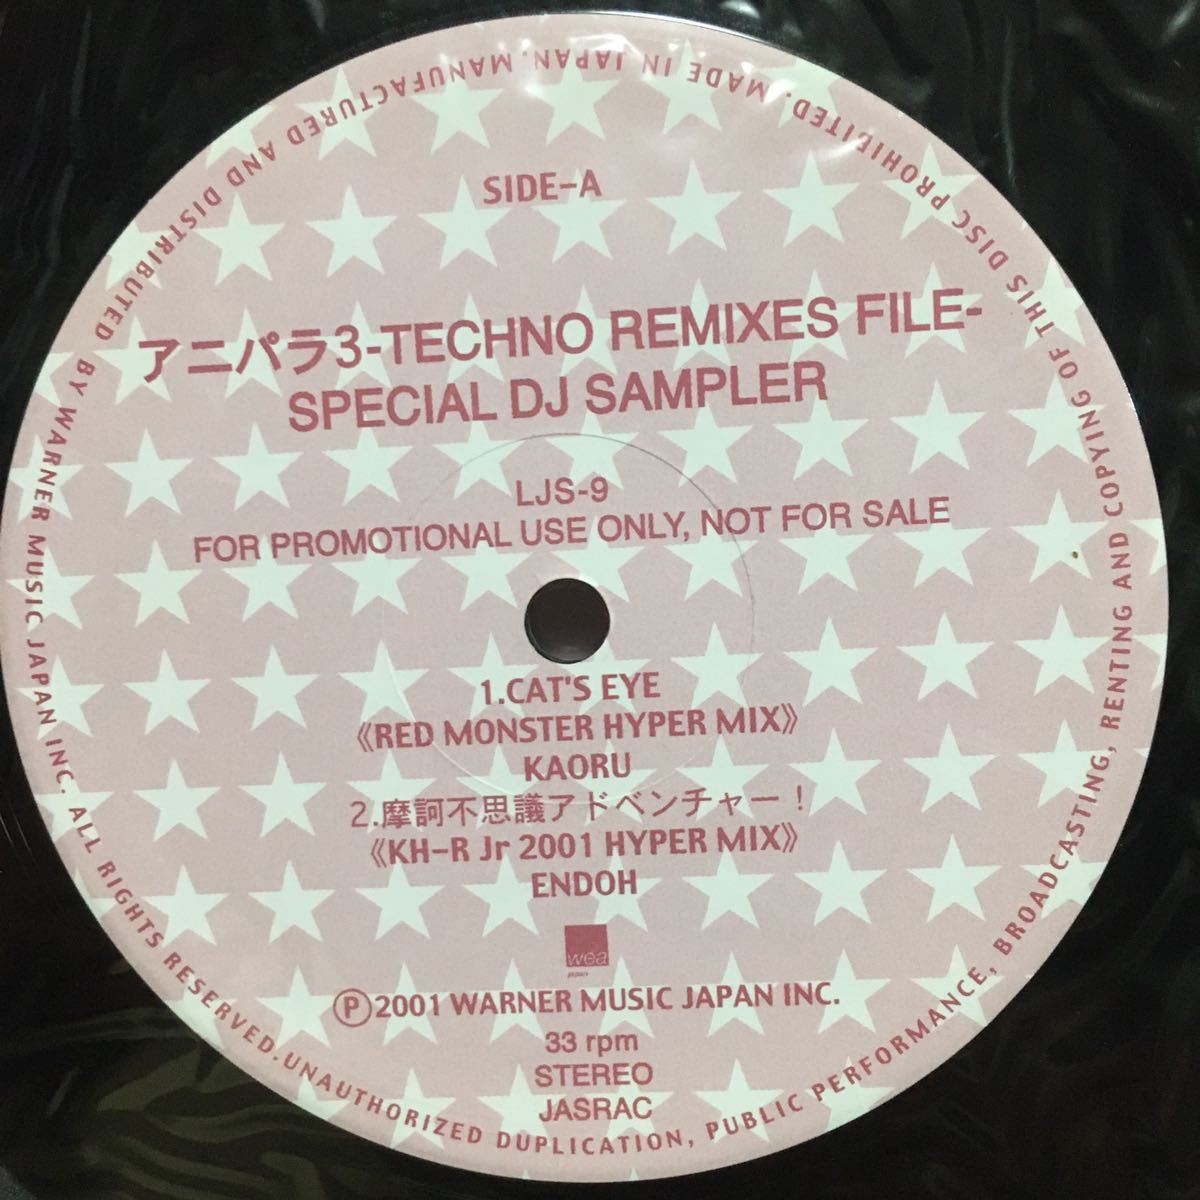 SIDE-A
アニパラ3-TECHNO REMIXES FILE-
SPECIAL DJ SAMPLER
LJS-9
FOR PROMOTIONAL USE ONLY, NOT FOR SALE
1.CAT'S EYE
《RED MONSTER HYPER MIX》
KAORU
2.摩訶不思議アドベンチャー！
《KH-R Jr 2001 HYPER MIX》
ENDOH
wea
japan
Ⓟ2001 WARNER MUSIC JAPAN INC.
33 rpm
STEREO
JASRAC
MANUFACTURED AND DISTRIBUTED BY WARNER MUSIC JAPAN INC. ALL RIGHTS RESERVED.UNAUTHORIZED DUPLICATION, PUBLIC PERFORMANCE, BROADCASTING, RENTING AND COPYING OF THIS DISC PROHIBITED. MADE IN JAPAN.